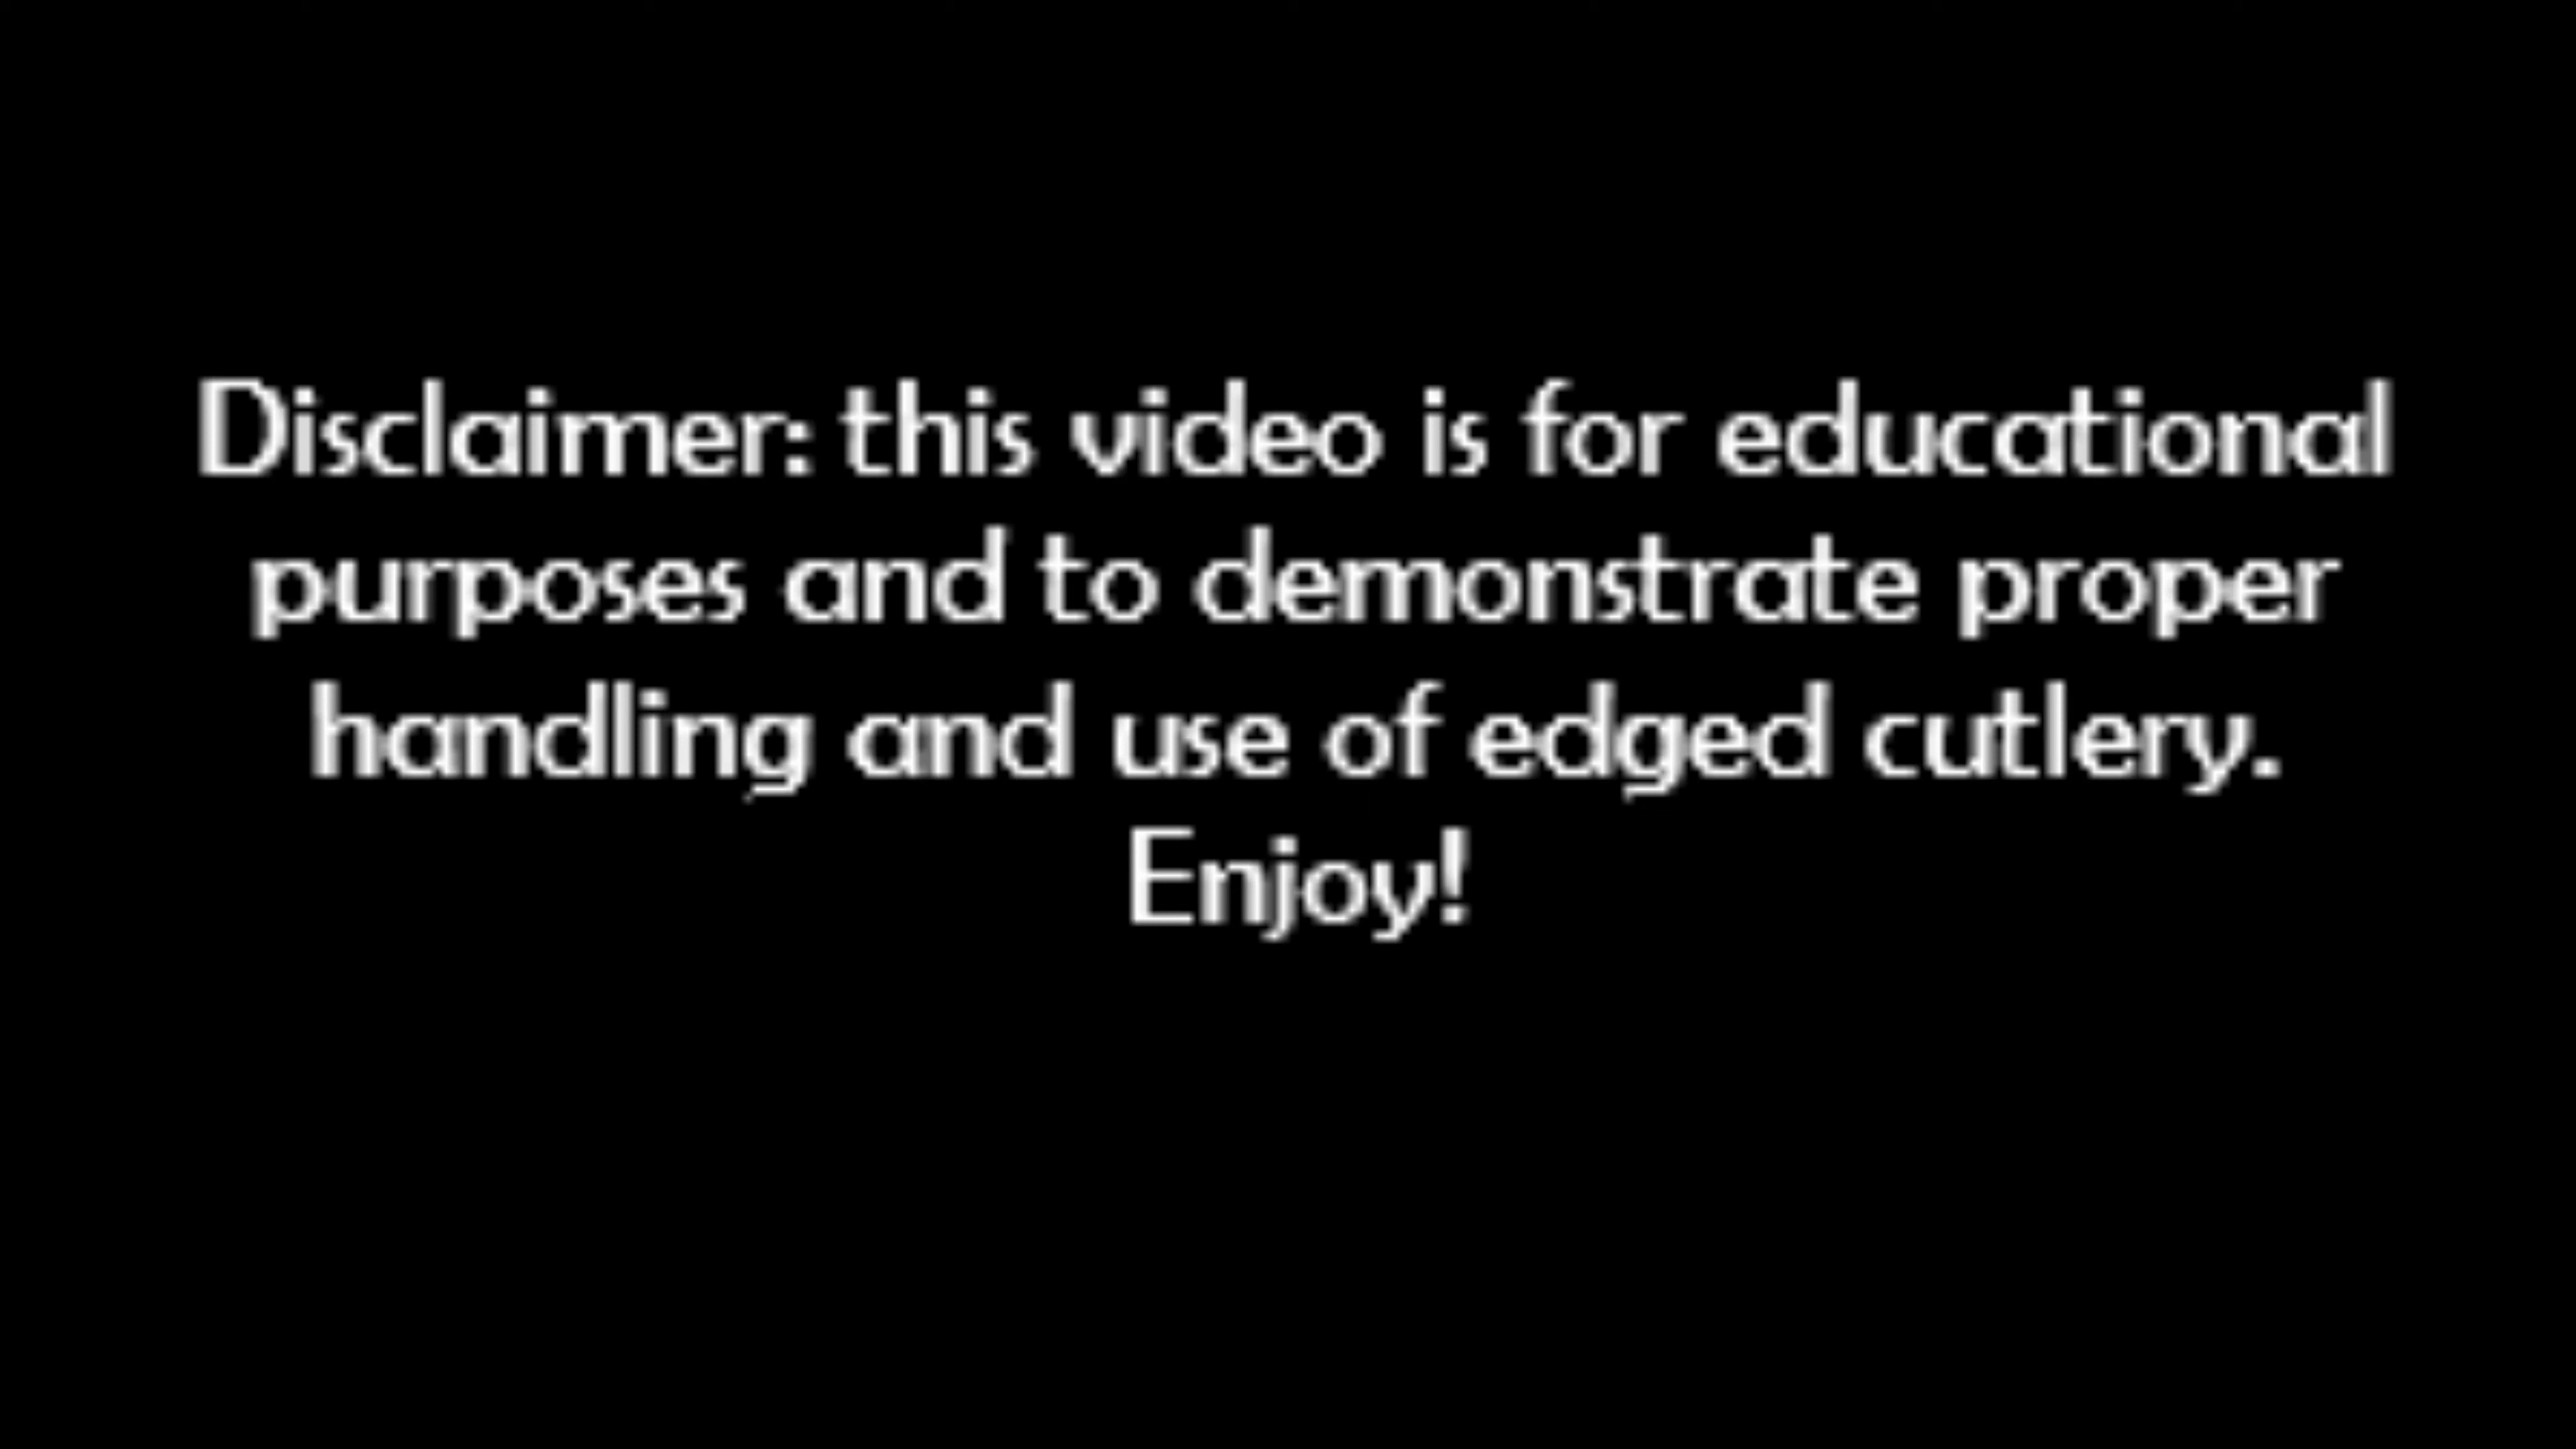 Disclaimer: this video is for educational
purposes and to demonstrate proper
handling and use of edged cutlery.
Enjoy!